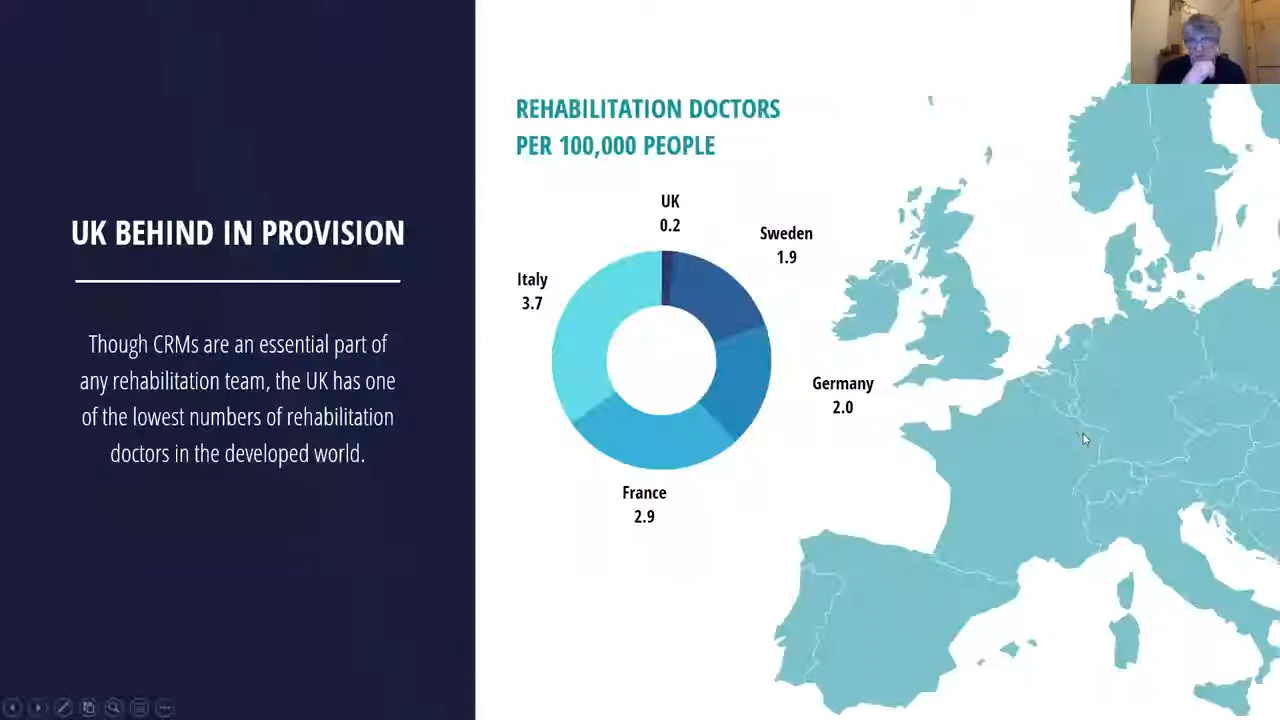 UK BEHIND IN PROVISION
Though CRMs are an essential part of
any rehabilitation team, the UK has one
of the lowest numbers of rehabilitation
doctors in the developed world.
REHABILITATION DOCTORS
PER 100,000 PEOPLE
UK
0.2
Sweden
1.9
Italy
3.7
Germany
2.0
France
2.9